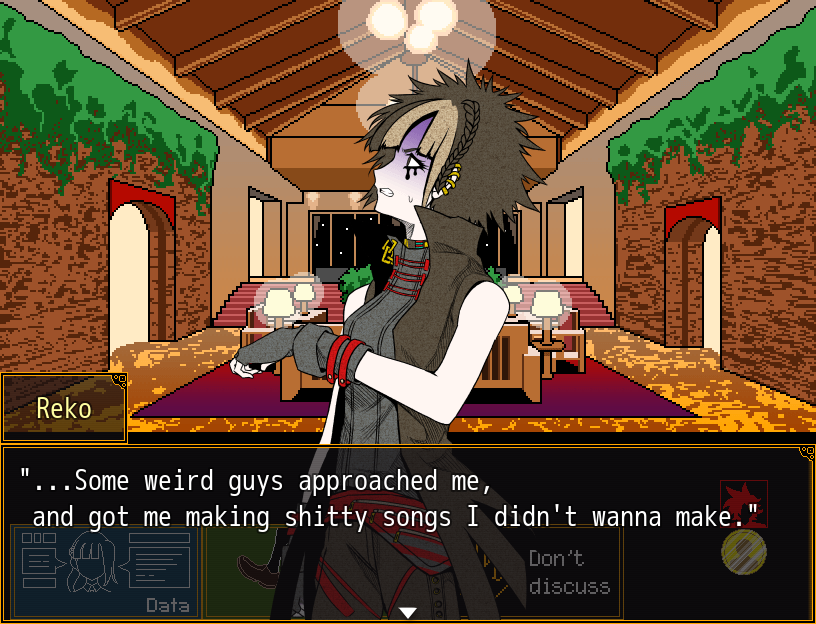 Reko
"...Some weird guys approached me,
and got me making shitty songs I didn't wanna make."
Data
Don't
discuss